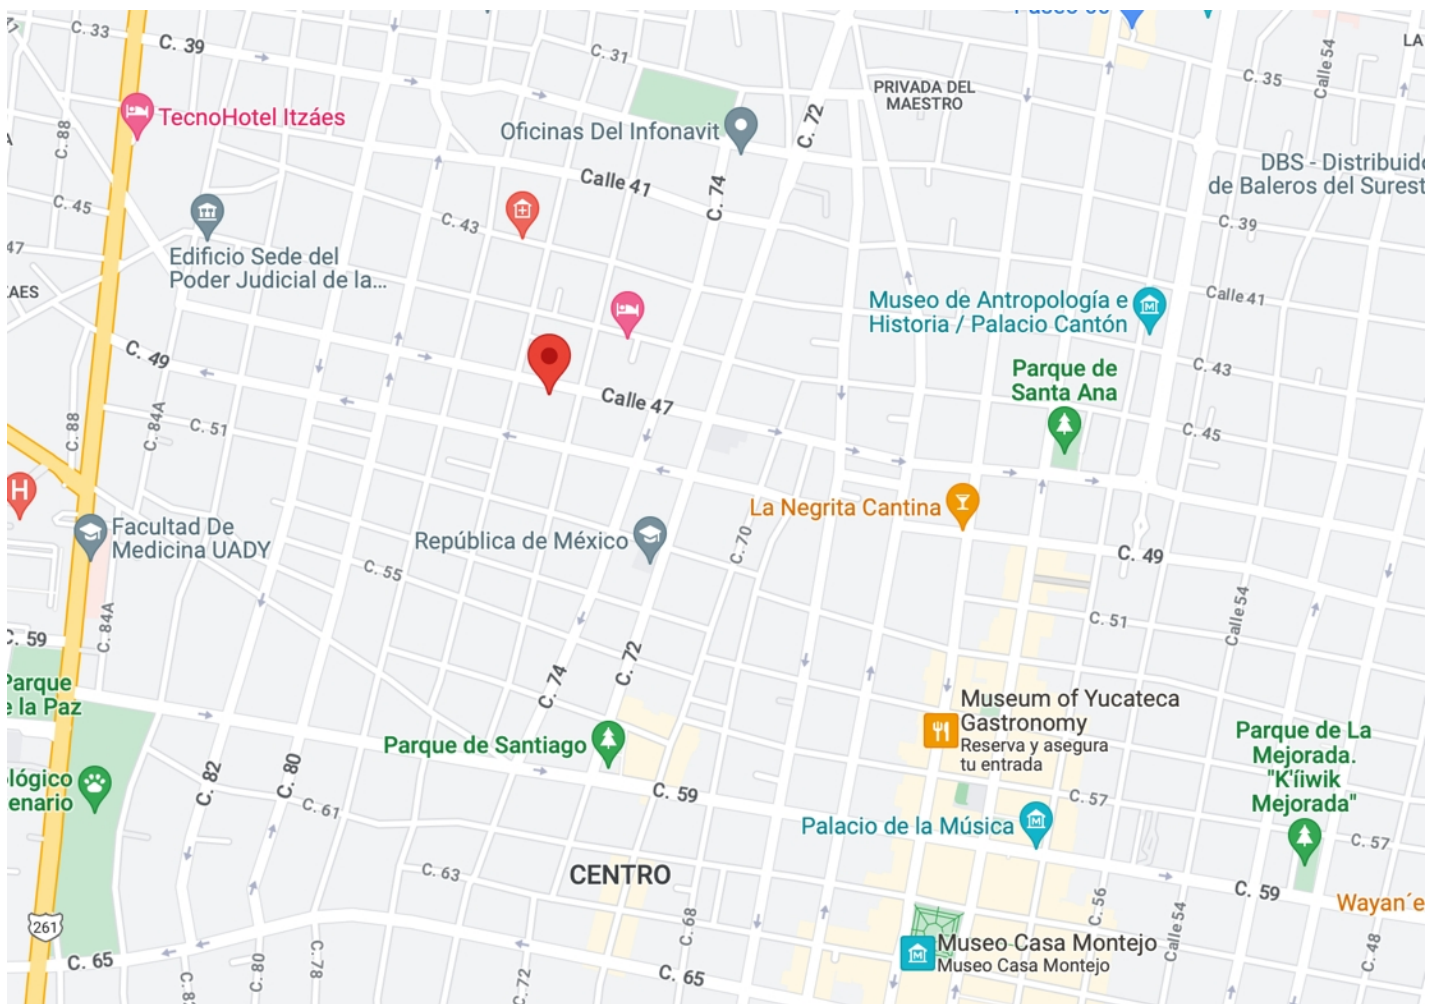 C. 33
C. 39
C. 31
Calle 54
C. 35
LA
PRIVADA DEL
MAESTRO
TecnoHotel Itzáes
Oficinas Del Infonavit
C. 72
C. 88
DBS - Distribuid
de Baleros del Surest
Calle 41
C. 74
C. 45
C. 43
C. 39
47
Edificio Sede del
Poder Judicial de la...
ZAES
Calle 41
Museo de Antropología e
Historia / Palacio Cantón
C. 49
C. 43
Parque de
Santa Ana
Calle 47
C. 88
C. 84A
C. 51
C. 45
H
La Negrita Cantina
Facultad De
Medicina UADY
República de México
C. 70
C. 49
C. 55
C. 84A
C. 51
Calle 54
C. 59
C. 72
C. 74
Parque
e la Paz
Museum of Yucateca
Gastronomy
Reserva y asegura
tu entrada
Parque de Santiago
Parque de La
Mejorada.
"K'íiwik
Mejorada"
lógico
enario
C. 82
C. 80
C. 61
C. 59
C. 57
Palacio de la Música
C. 57
C. 63
CENTRO
C. 59
Wayan´e
261
C. 68
C. 56
Calle 54
C. 48
Museo Casa Montejo
Museo Casa Montejo
C. 65
C. 80
C. 78
C. 72
C. 65